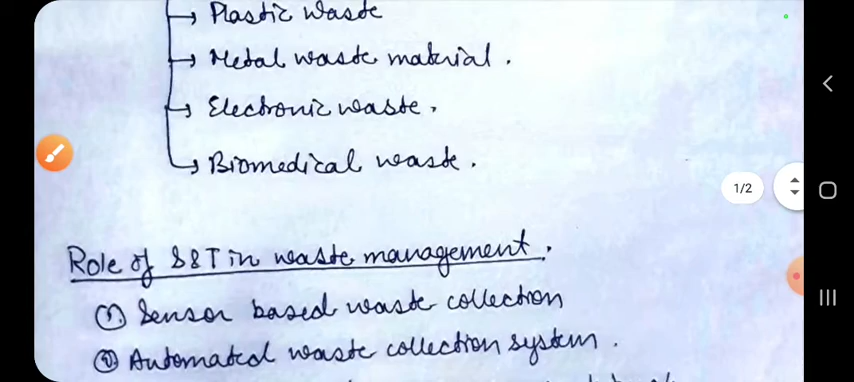 → Plastic waste
→ Metal waste material.
→ Electronic waste.
→ Biomedical waste.
1/2
Role of S&T in waste management.
① Sensor based waste collection
② Automated waste collection system.